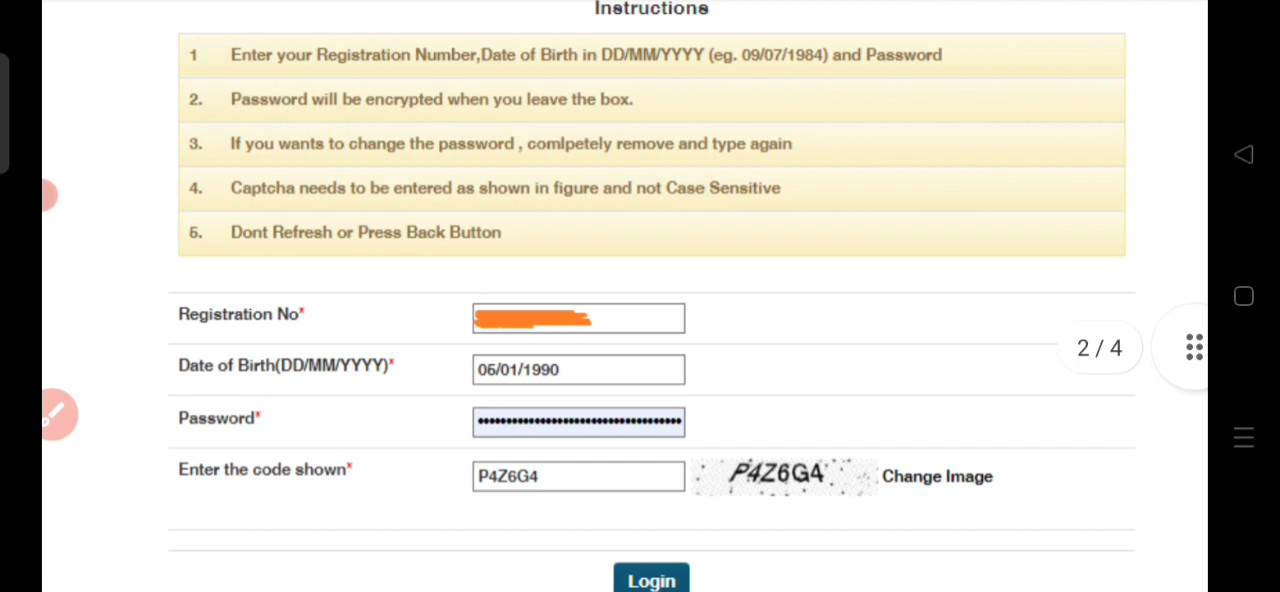 Instructions
1 Enter your Registration Number,Date of Birth in DD/MM/YYYY (eg. 09/07/1984) and Password
2. Password will be encrypted when you leave the box.
3. If you wants to change the password , comlpetely remove and type again
4. Captcha needs to be entered as shown in figure and not Case Sensitive
5. Dont Refresh or Press Back Button
Registration No*
Date of Birth(DD/MM/YYYY)* 05/01/1990
Password* ••••••••••••••••••••••••••••••••••••
Enter the code shown* P4Z6G4 P4Z6G4 Change Image
2 / 4
Login